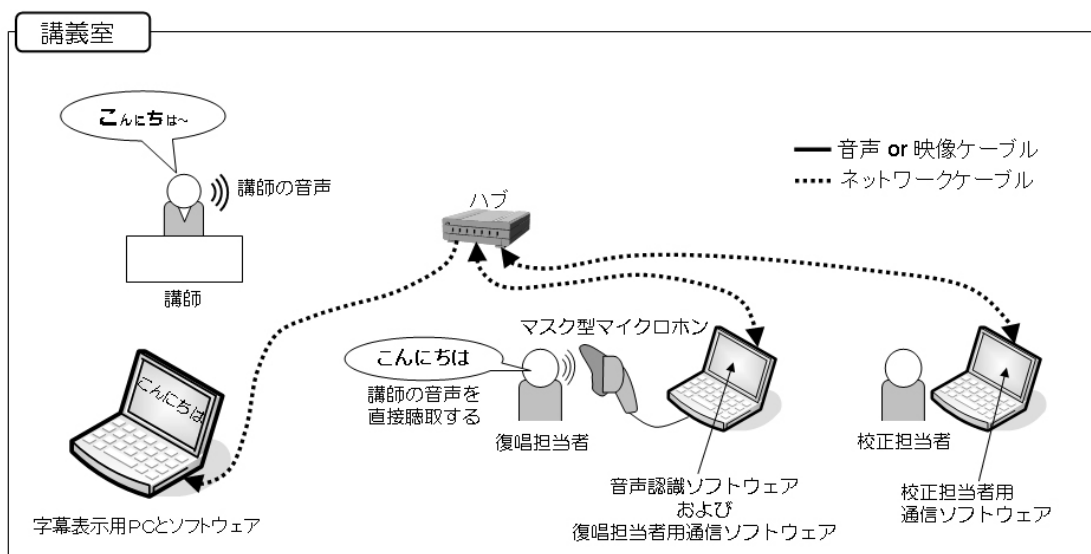 講義室
こんにちは~
講師の音声
講師
音声 or 映像ケーブル
ネットワークケーブル
ハブ
マスク型マイクロホン
こんにちは
講師の音声を
直接聴取する
復唱担当者
校正担当者
こんにちは
字幕表示用PCとソフトウェア
音声認識ソフトウェア
および
復唱担当者用通信ソフトウェア
校正担当者用
通信ソフトウェア